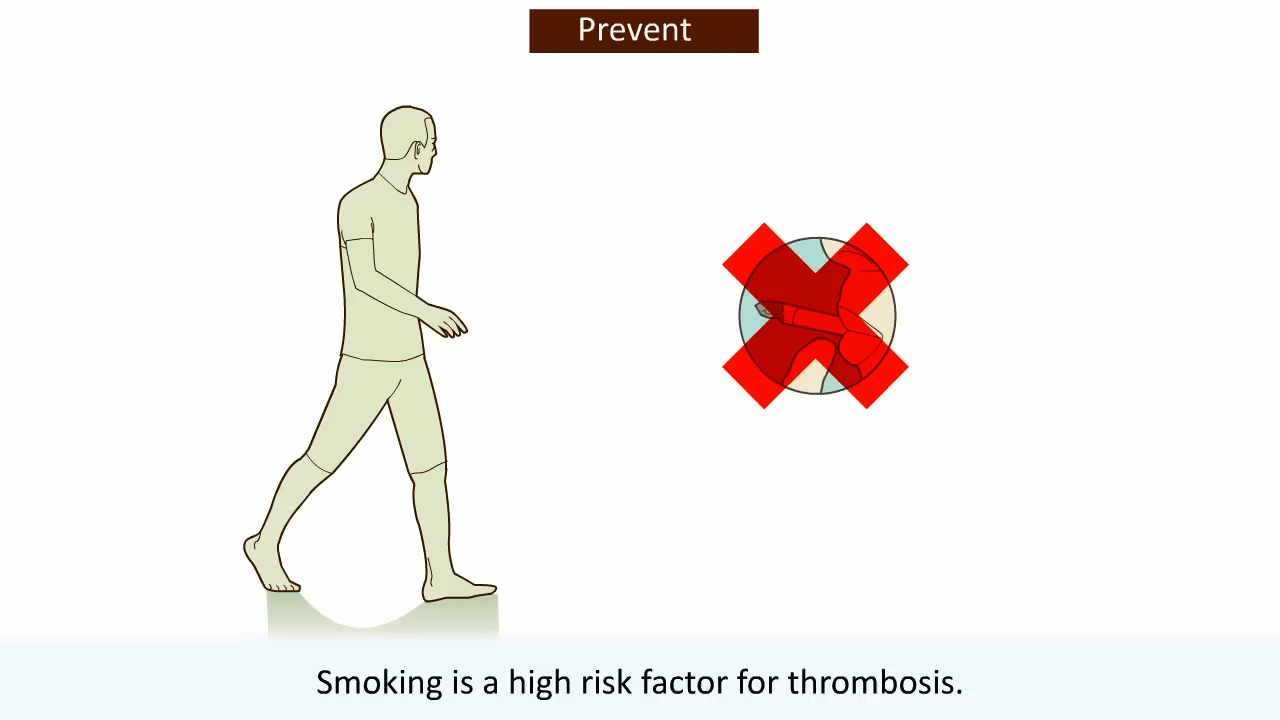 Prevent
Smoking is a high risk factor for thrombosis.